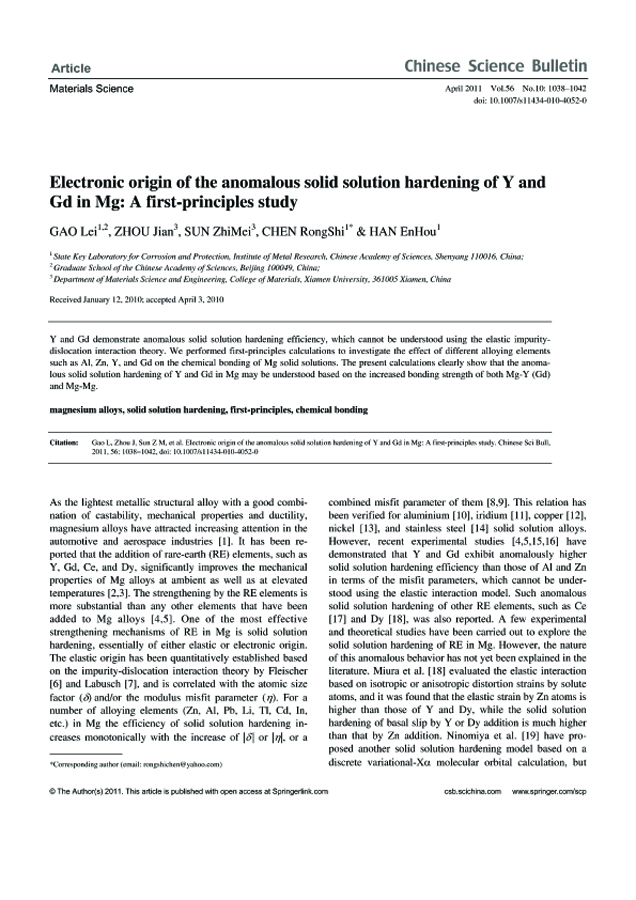 Article
Chinese Science Bulletin
Materials Science
April 2011 Vol.56 No.10: 1038–1042
doi: 10.1007/s11434-010-4052-0
Electronic origin of the anomalous solid solution hardening of Y and
Gd in Mg: A first-principles study
GAO Lei1,2, ZHOU Jian3, SUN ZhiMei3, CHEN RongShi1* & HAN EnHou1
1 State Key Laboratory for Corrosion and Protection, Institute of Metal Research, Chinese Academy of Sciences, Shenyang 110016, China;
2 Graduate School of the Chinese Academy of Sciences, Beijing 100049, China;
3 Department of Materials Science and Engineering, College of Materials, Xiamen University, 361005 Xiamen, China
Received January 12, 2010; accepted April 3, 2010
Y and Gd demonstrate anomalous solid solution hardening efficiency, which cannot be understood using the elastic impurity-
dislocation interaction theory. We performed first-principles calculations to investigate the effect of different alloying elements
such as Al, Zn, Y, and Gd on the chemical bonding of Mg solid solutions. The present calculations clearly show that the anoma-
lous solid solution hardening of Y and Gd in Mg may be understood based on the increased bonding strength of both Mg-Y (Gd)
and Mg-Mg.
magnesium alloys, solid solution hardening, first-principles, chemical bonding
Citation: Gao L, Zhou J, Sun Z M, et al. Electronic origin of the anomalous solid solution hardening of Y and Gd in Mg: A first-principles study. Chinese Sci Bull,
2011, 56: 1038–1042, doi: 10.1007/s11434-010-4052-0
As the lightest metallic structural alloy with a good combi-
nation of castability, mechanical properties and ductility,
magnesium alloys have attracted increasing attention in the
automotive and aerospace industries [1]. It has been re-
ported that the addition of rare-earth (RE) elements, such as
Y, Gd, Ce, and Dy, significantly improves the mechanical
properties of Mg alloys at ambient as well as at elevated
temperatures [2,3]. The strengthening by the RE elements is
more substantial than any other elements that have been
added to Mg alloys [4,5]. One of the most effective
strengthening mechanisms of RE in Mg is solid solution
hardening, essentially of either elastic or electronic origin.
The elastic origin has been quantitatively established based
on the impurity-dislocation interaction theory by Fleischer
[6] and Labusch [7], and is correlated with the atomic size
factor (δ) and/or the modulus misfit parameter (η). For a
number of alloying elements (Zn, Al, Pb, Li, Tl, Cd, In,
etc.) in Mg the efficiency of solid solution hardening in-
creases monotonically with the increase of |δ| or |η|, or a
combined misfit parameter of them [8,9]. This relation has
been verified for aluminium [10], iridium [11], copper [12],
nickel [13], and stainless steel [14] solid solution alloys.
However, recent experimental studies [4,5,15,16] have
demonstrated that Y and Gd exhibit anomalously higher
solid solution hardening efficiency than those of Al and Zn
in terms of the misfit parameters, which cannot be under-
stood using the elastic interaction model. Such anomalous
solid solution hardening of other RE elements, such as Ce
[17] and Dy [18], was also reported. A few experimental
and theoretical studies have been carried out to explore the
solid solution hardening of RE in Mg. However, the nature
of this anomalous behavior has not yet been explained in the
literature. Miura et al. [18] evaluated the elastic interaction
based on isotropic or anisotropic distortion strains by solute
atoms, and it was found that the elastic strain by Zn atoms is
higher than those of Y and Dy, while the solid solution
hardening of basal slip by Y or Dy addition is much higher
than that by Zn addition. Ninomiya et al. [19] have pro-
posed another solid solution hardening model based on a
discrete variational-Xα molecular orbital calculation, but
*Corresponding author (email: rongshichen@yahoo.com)
© The Author(s) 2011. This article is published with open access at Springerlink.com
csb.scichina.com www.springer.com/scp